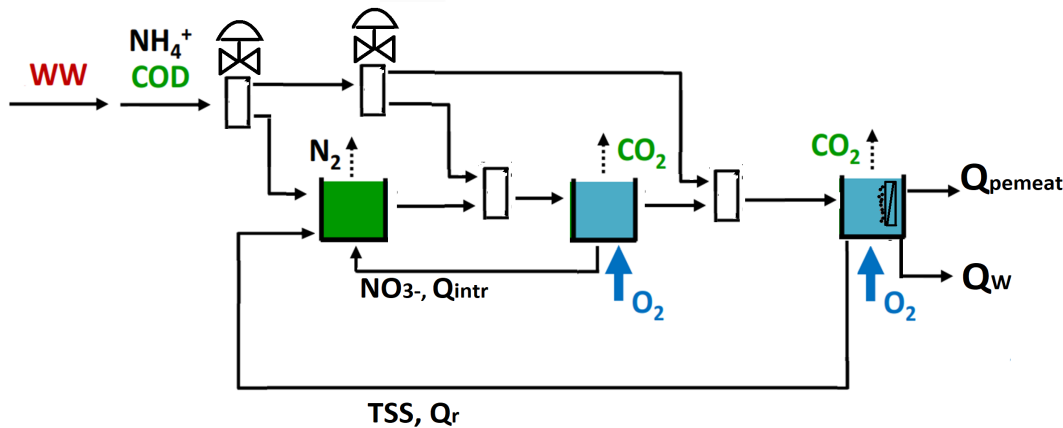 WW
NH₄⁺
COD
N₂
CO₂
CO₂
Qpemeat
NO3-, Qintr
O₂
O₂
Qw
TSS, Qr